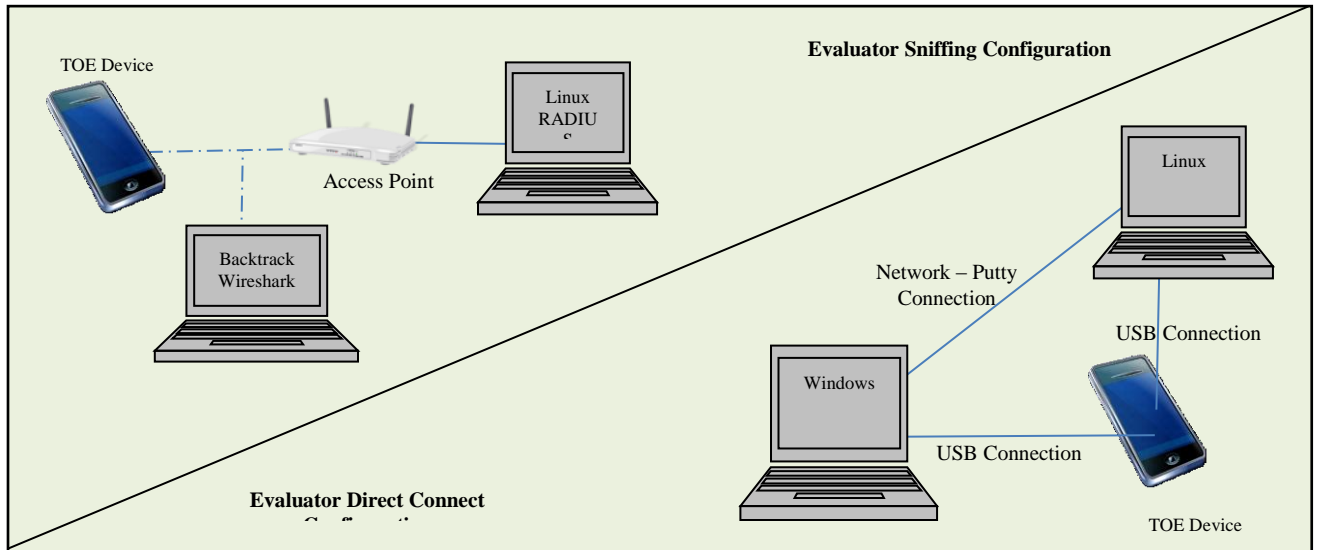 Evaluator Sniffing Configuration
TOE Device
Linux
RADIU
Access Point
Backtrack
Wireshark
Linux
Network – Putty
Connection
USB Connection
Windows
USB Connection
Evaluator Direct Connect
TOE Device